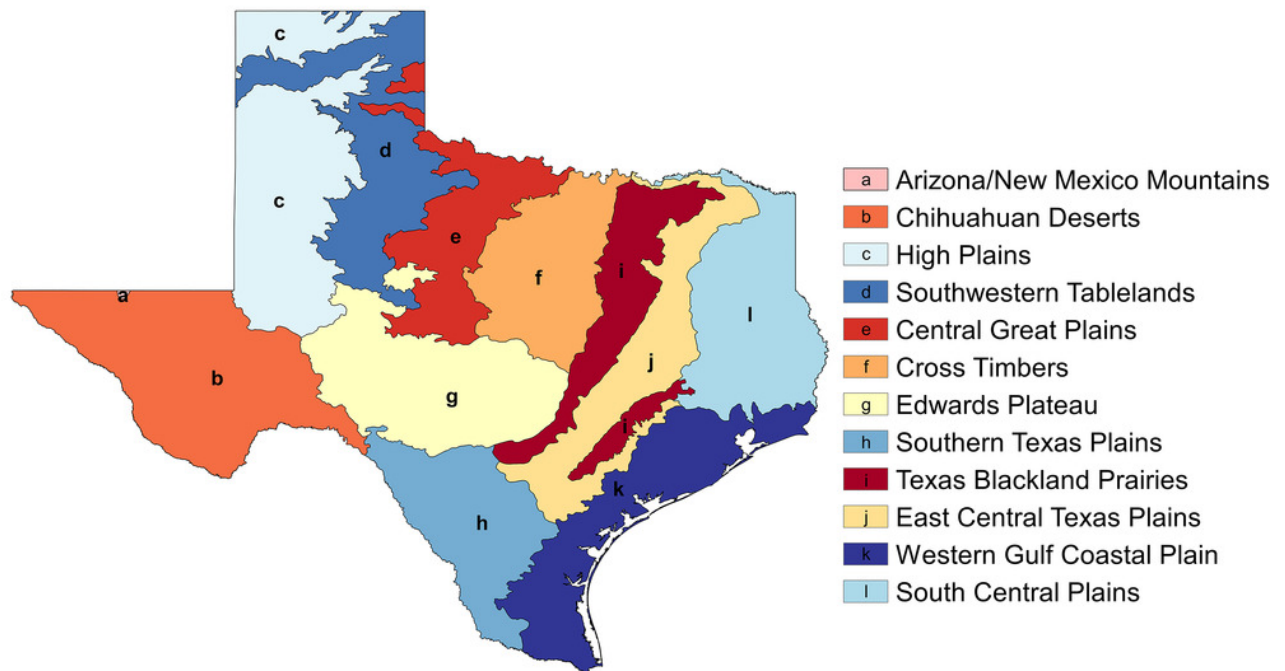 c
d
c
e
i
f
a
l
j
b
g
i
k
h
a Arizona/New Mexico Mountains
b Chihuahuan Deserts
c High Plains
d Southwestern Tablelands
e Central Great Plains
f Cross Timbers
g Edwards Plateau
h Southern Texas Plains
i Texas Blackland Prairies
j East Central Texas Plains
k Western Gulf Coastal Plain
l South Central Plains